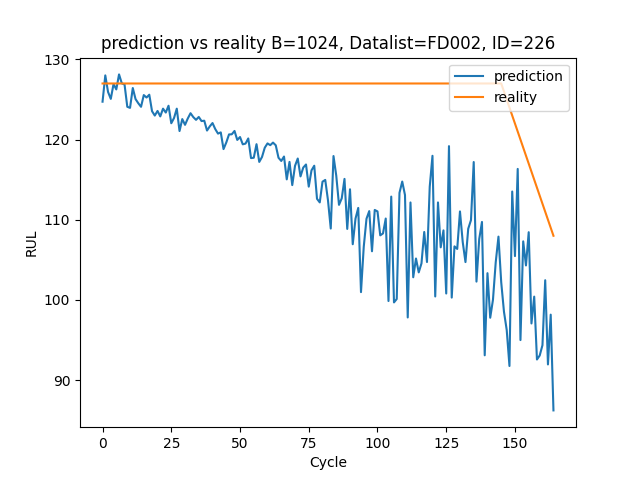 prediction vs reality B=1024, Datalist=FD002, ID=226
prediction
reality
130
120
110
100
90
RUL
0 25 50 75 100 125 150
Cycle